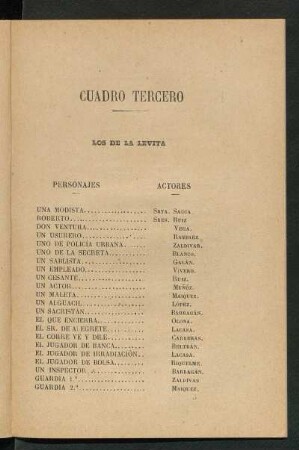 CUADRO TERCERO
LOS DE LA LEVITA
PERSONAJES ACTORES
UNA MODISTA.................. Srta. Sagra.
ROBERTO...................... Sres. Ruiz
DON VENTURA.................. Vega.
UN USURERO................... Ramirez.
UNO DE POLICIA URBANA........ Zaldivar.
UNO DE LA SECRETA............ Blanco.
UN SABLISTA.................. Galán.
UN EMPLEADO.................. Vivero.
UN CESANTE................... Ruiz.
UN ACTOR..................... Muñoz.
UN MALETA.................... Marquez.
UN ALGUACIL.................. López.
UN SACRISTÁN................. Barragán.
EL QUE ENCIERRA..............
EL SR. DE ALEGRETE........... Lacasa.
EL CORRE VE Y DILE...........
EL JUGADOR DE BANCA.......... Beltrán.
EL JUGADOR DE IRRADIACIÓN.... Lacasa.
EL JUGADOR DE BOLSA.......... Riquelme.
UN INSPECTOR................. Barragán.
GUARDIA 1.º.................. Zaldivar
GUARDIA 2.º.................. Marquez.